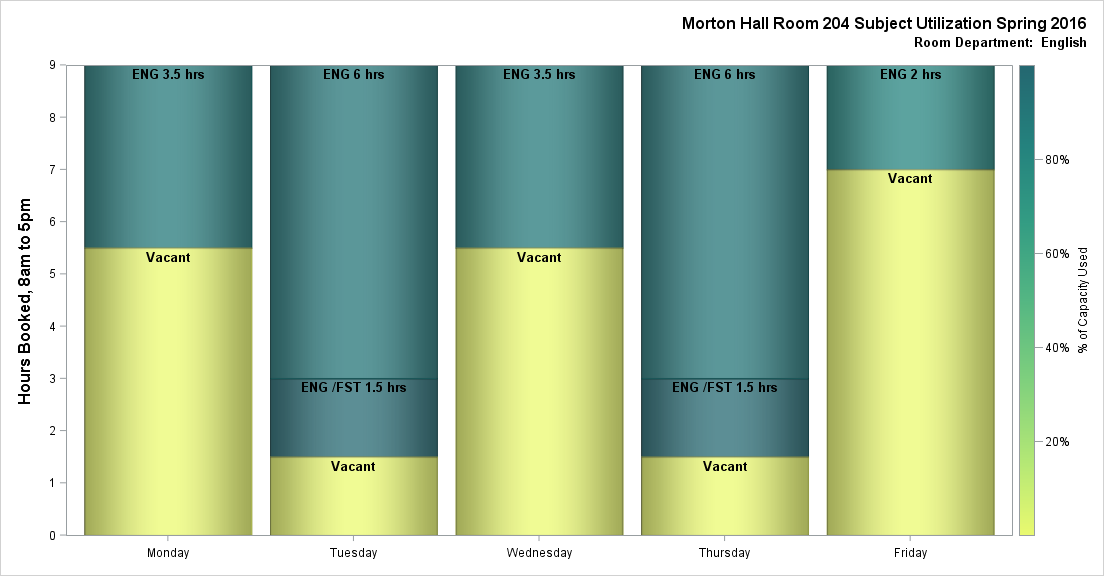 Morton Hall Room 204 Subject Utilization Spring 2016
Room Department:  English
Hours Booked, 8am to 5pm
9
8
7
6
5
4
3
2
1
0
ENG 3.5 hrs
Vacant
ENG 6 hrs
ENG /FST 1.5 hrs
Vacant
ENG 3.5 hrs
Vacant
ENG 6 hrs
ENG /FST 1.5 hrs
Vacant
ENG 2 hrs
Vacant
Monday
Tuesday
Wednesday
Thursday
Friday
80%
60%
40%
20%
% of Capacity Used